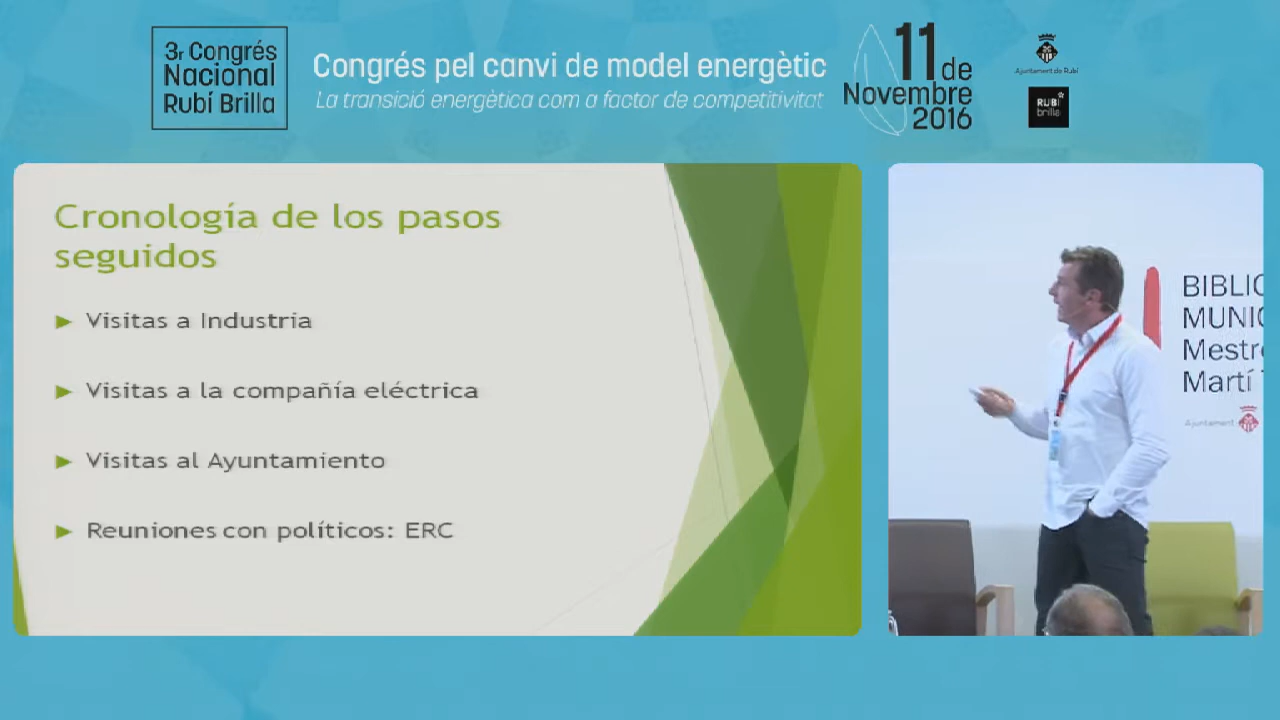 3r Congrés
Nacional
Rubí Brilla
Congrés pel canvi de model energètic
La transició energètica com a factor de competitivitat
11 de
Novembre
2016
Ajuntament de Rubí
RUBÍ
brilla
Cronología de los pasos
seguidos
► Visitas a Industria
► Visitas a la compañía eléctrica
► Visitas al Ayuntamiento
► Reuniones con políticos: ERC
BIBLIO
MUNIC
Mestre
Martí T
Ajuntament